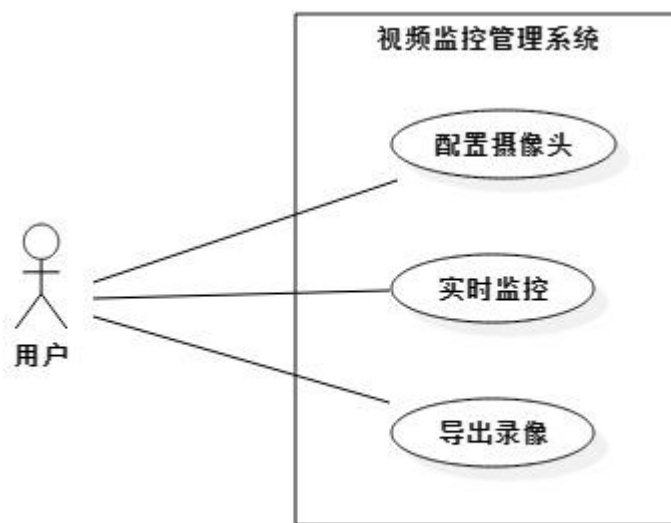 视频监控管理系统
配置摄像头
实时监控
用户
导出录像